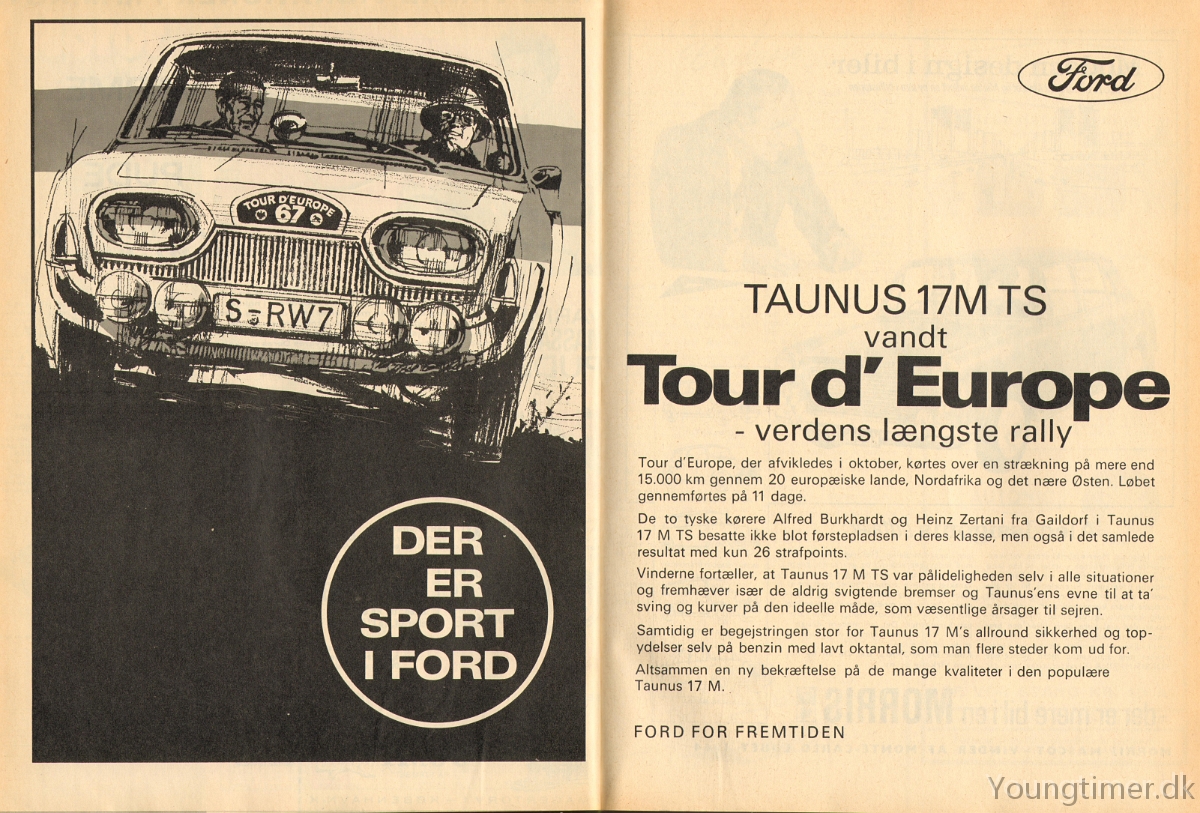 TOUR D'EUROPE
67
S-RW7
DER
ER
SPORT
I FORD
Ford
TAUNUS 17M TS
vandt
Tour d' Europe
- verdens længste rally
Tour d'Europe, der afvikledes i oktober, kørtes over en strækning på mere end
15.000 km gennem 20 europæiske lande, Nordafrika og det nære Østen. Løbet
gennemførtes på 11 dage.
De to tyske kørere Alfred Burkhardt og Heinz Zertani fra Gaildorf i Taunus
17 M TS besatte ikke blot førstepladsen i deres klasse, men også i det samlede
resultat med kun 26 strafpoints.
Vinderne fortæller, at Taunus 17 M TS var pålideligheden selv i alle situationer
og fremhæver især de aldrig svigtende bremser og Taunus'ens evne til at ta'
sving og kurver på den ideelle måde, som væsentlige årsager til sejren.
Samtidig er begejstringen stor for Taunus 17 M's allround sikkerhed og top-
ydelser selv på benzin med lavt oktantal, som man flere steder kom ud for.
Altsammen en ny bekræftelse på de mange kvaliteter i den populære
Taunus 17 M.
FORD FOR FREMTIDEN
Youngtimer.dk